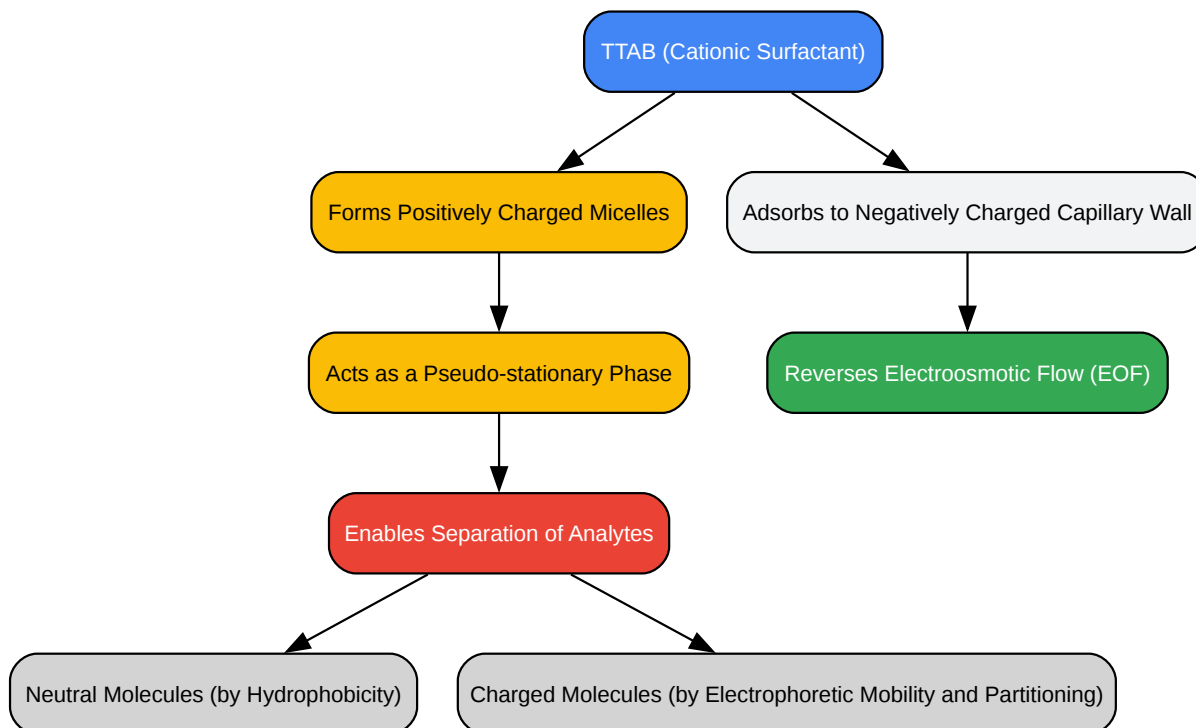 TTAB (Cationic Surfactant)
Forms Positively Charged Micelles
Adsorbs to Negatively Charged Capillary Wall
Acts as a Pseudo-stationary Phase
Reverses Electroosmotic Flow (EOF)
Enables Separation of Analytes
Neutral Molecules (by Hydrophobicity)
Charged Molecules (by Electrophoretic Mobility and Partitioning)